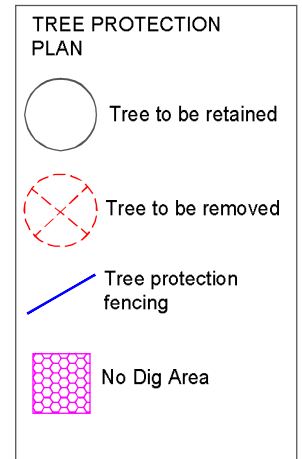 TREE PROTECTION
PLAN
Tree to be retained
Tree to be removed
Tree protection
fencing
No Dig Area